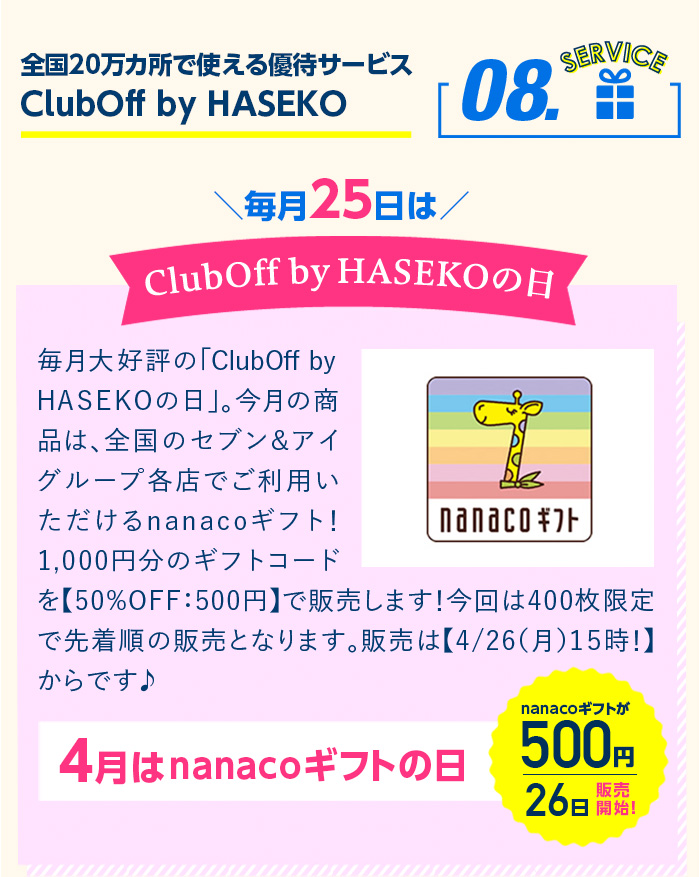 全国20万カ所で使える優待サービス
ClubOff by HASEKO
08.
SERVICE
毎月25日は
ClubOff by HASEKOの日
毎月大好評の「ClubOff by
HASEKOの日」。今月の商
品は、全国のセブン&アイ
グループ各店でご利用い
ただけるnanacoギフト!
1,000円分のギフトコード
を【50%OFF:500円】で販売します!今回は400枚限定
で先着順の販売となります。販売は【4/26(月)15時!】
からです♪
nanacoギフト
4月はnanacoギフトの日
nanacoギフトが
500円
26日 販売
開始!